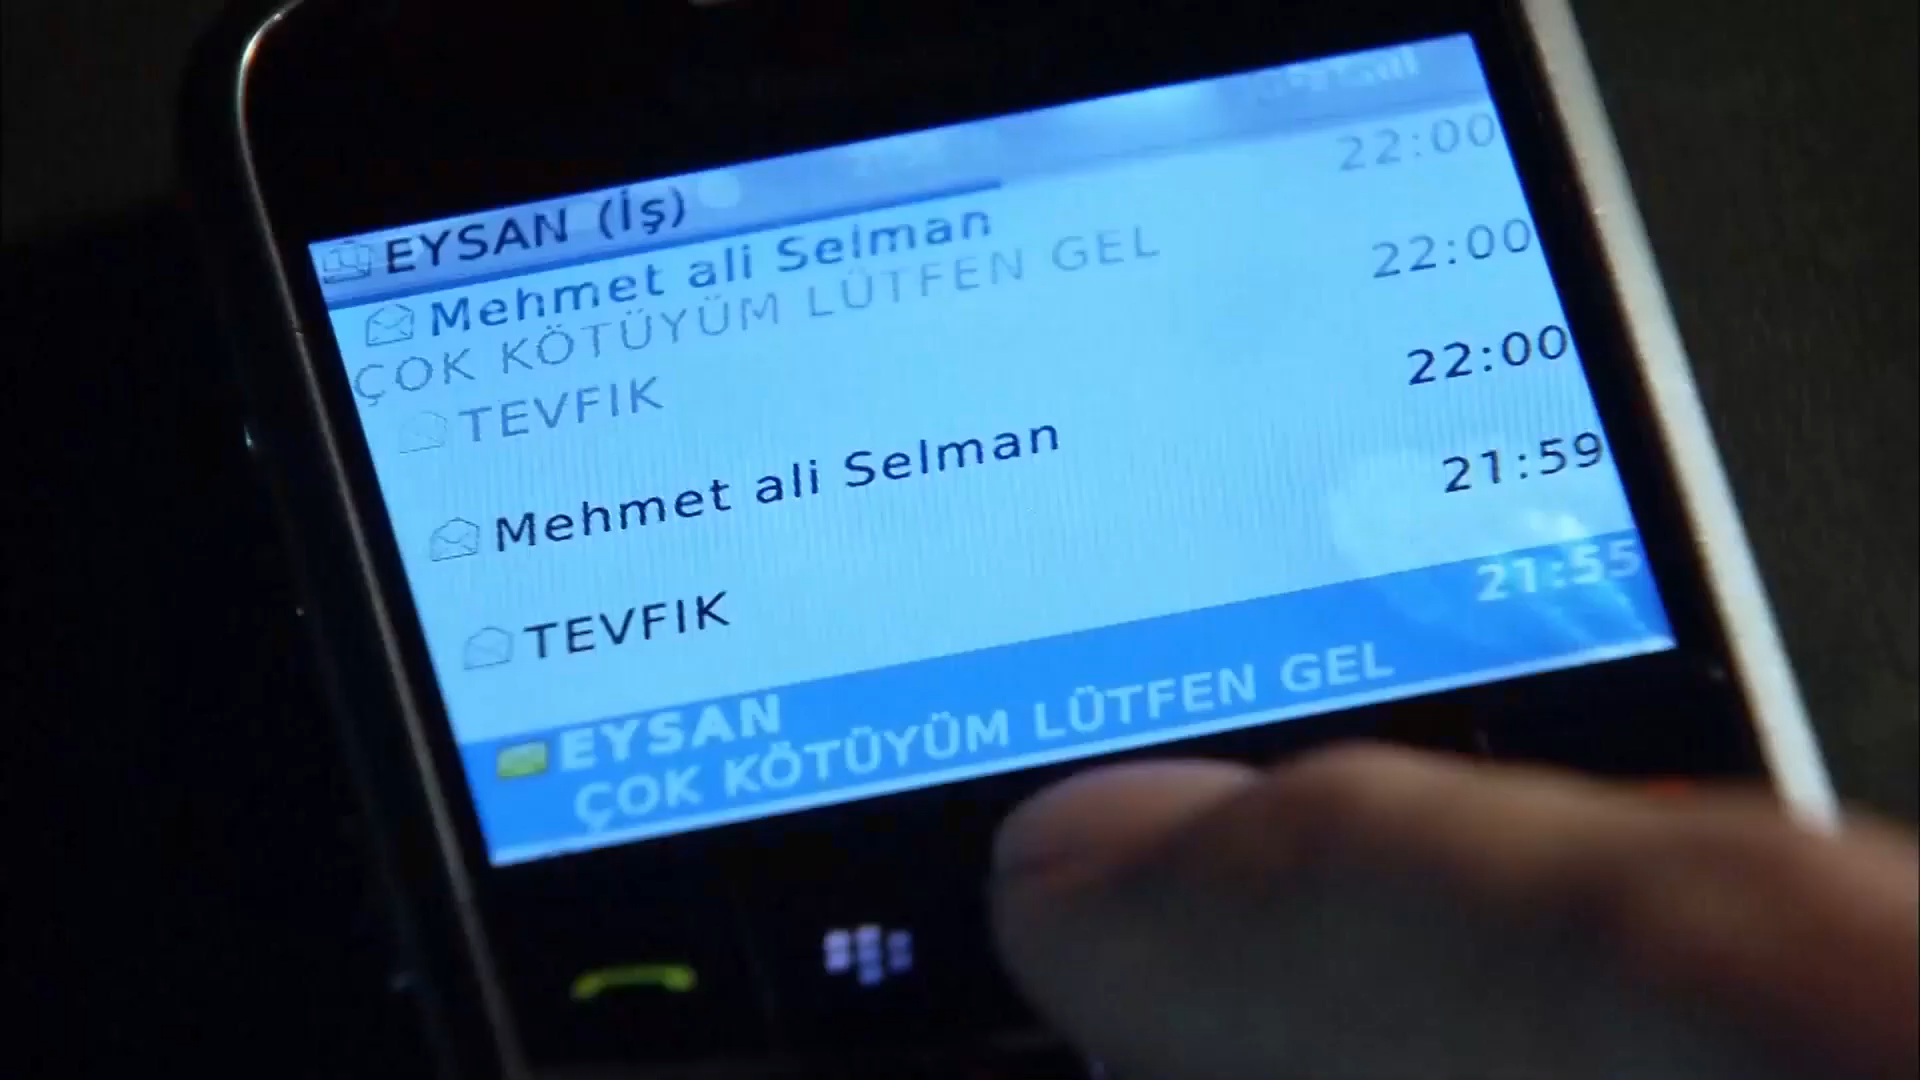 EYSAN (İş)
22:00
Mehmet ali Selman
ÇOK KÖTÜYÜM LÜTFEN GEL
22:00
TEVFIK
22:00
Mehmet ali Selman
21:59
TEVFIK
21:55
EYSAN
ÇOK KÖTÜYÜM LÜTFEN GEL